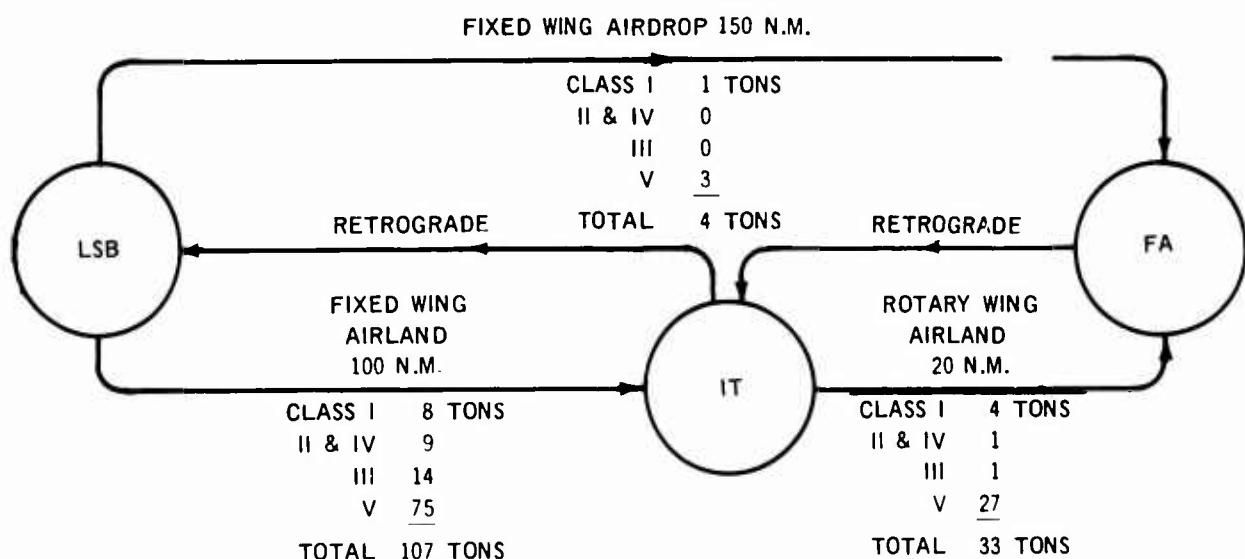 FIXED WING AIRDROP 150 N.M.
CLASS I 1 TONS
II & IV 0
III 0
V 3
TOTAL 4 TONS
LSB
RETROGRADE
RETROGRADE
FA
FIXED WING
AIRLAND
100 N.M.
IT
ROTARY WING
AIRLAND
20 N.M.
CLASS I 8 TONS
II & IV 9
III 14
V 75
TOTAL 107 TONS
CLASS I 4 TONS
II & IV 1
III 1
V 27
TOTAL 33 TONS